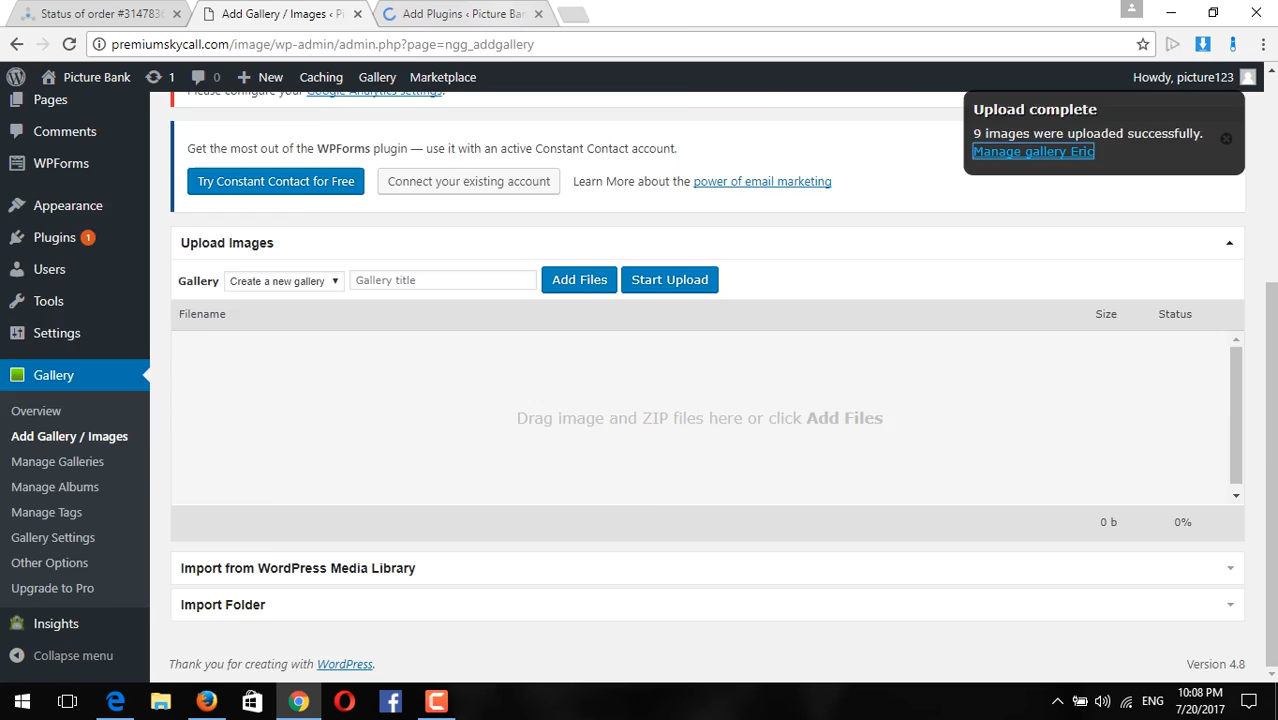 Status of order #314783
Add Gallery / Images ‹ Pi
Add Plugins ‹ Picture Ban
premiumskycall.com/image/wp-admin/admin.php?page=ngg_addgallery
Picture Bank
1
0
New
Caching
Gallery
Marketplace
Howdy, picture123
Pages
Comments
WPForms
Appearance
Plugins 1
Users
Tools
Settings
Gallery
Overview
Add Gallery / Images
Manage Galleries
Manage Albums
Manage Tags
Gallery Settings
Other Options
Upgrade to Pro
Insights
Collapse menu
Please configure your Google Analytics settings.
Upload complete
9 images were uploaded successfully.
Manage gallery Eric
Get the most out of the WPForms plugin — use it with an active Constant Contact account.
Try Constant Contact for Free
Connect your existing account
Learn More about the power of email marketing
Upload Images
Gallery
Create a new gallery
Gallery title
Add Files
Start Upload
Filename
Size
Status
Drag image and ZIP files here or click Add Files
0 b
0%
Import from WordPress Media Library
Import Folder
Thank you for creating with WordPress.
Version 4.8
ENG
10:08 PM
7/20/2017